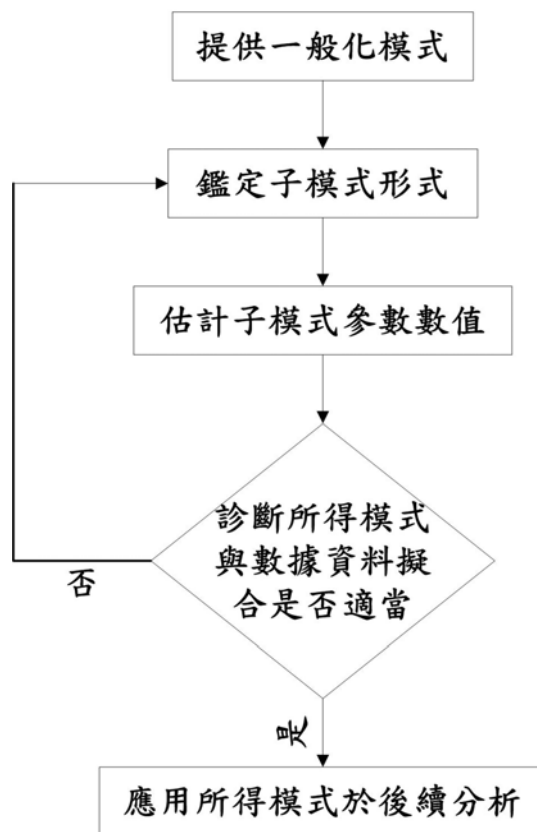 提供一般化模式
鑑定子模式形式
估計子模式參數數值
診斷所得模式
與數據資料擬
合是否適當
否
是
應用所得模式於後續分析